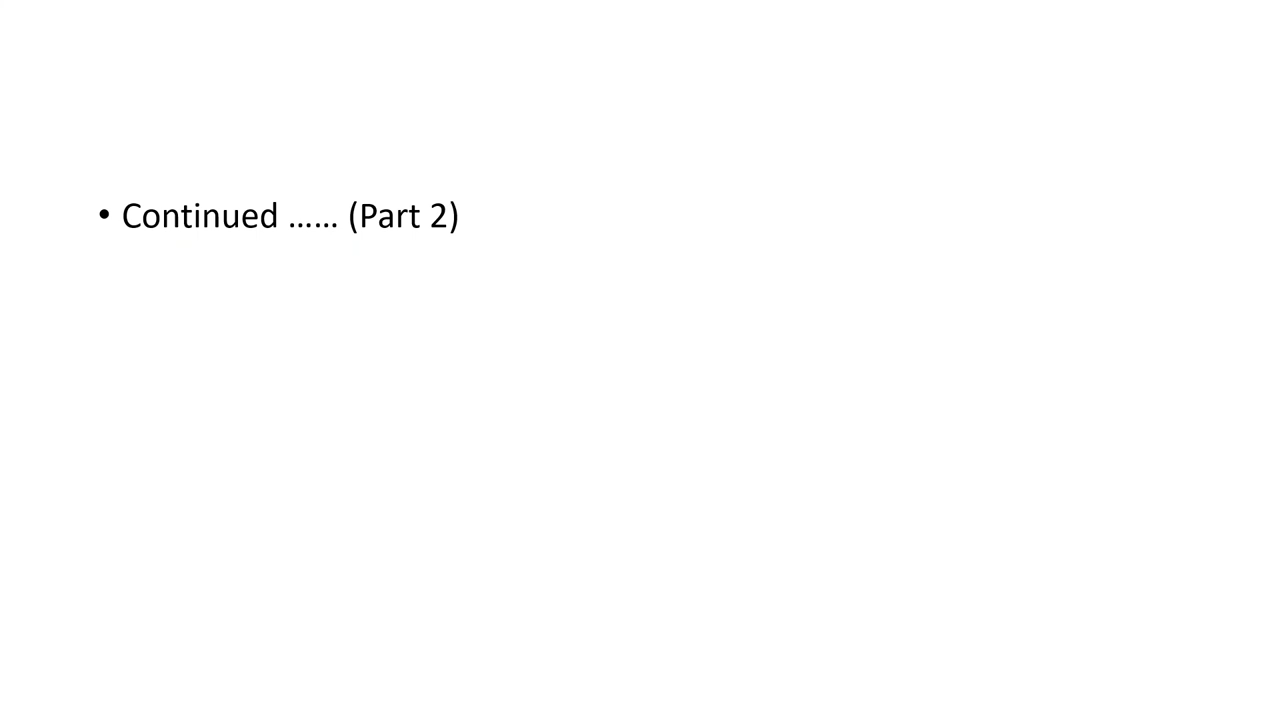 • Continued …… (Part 2)